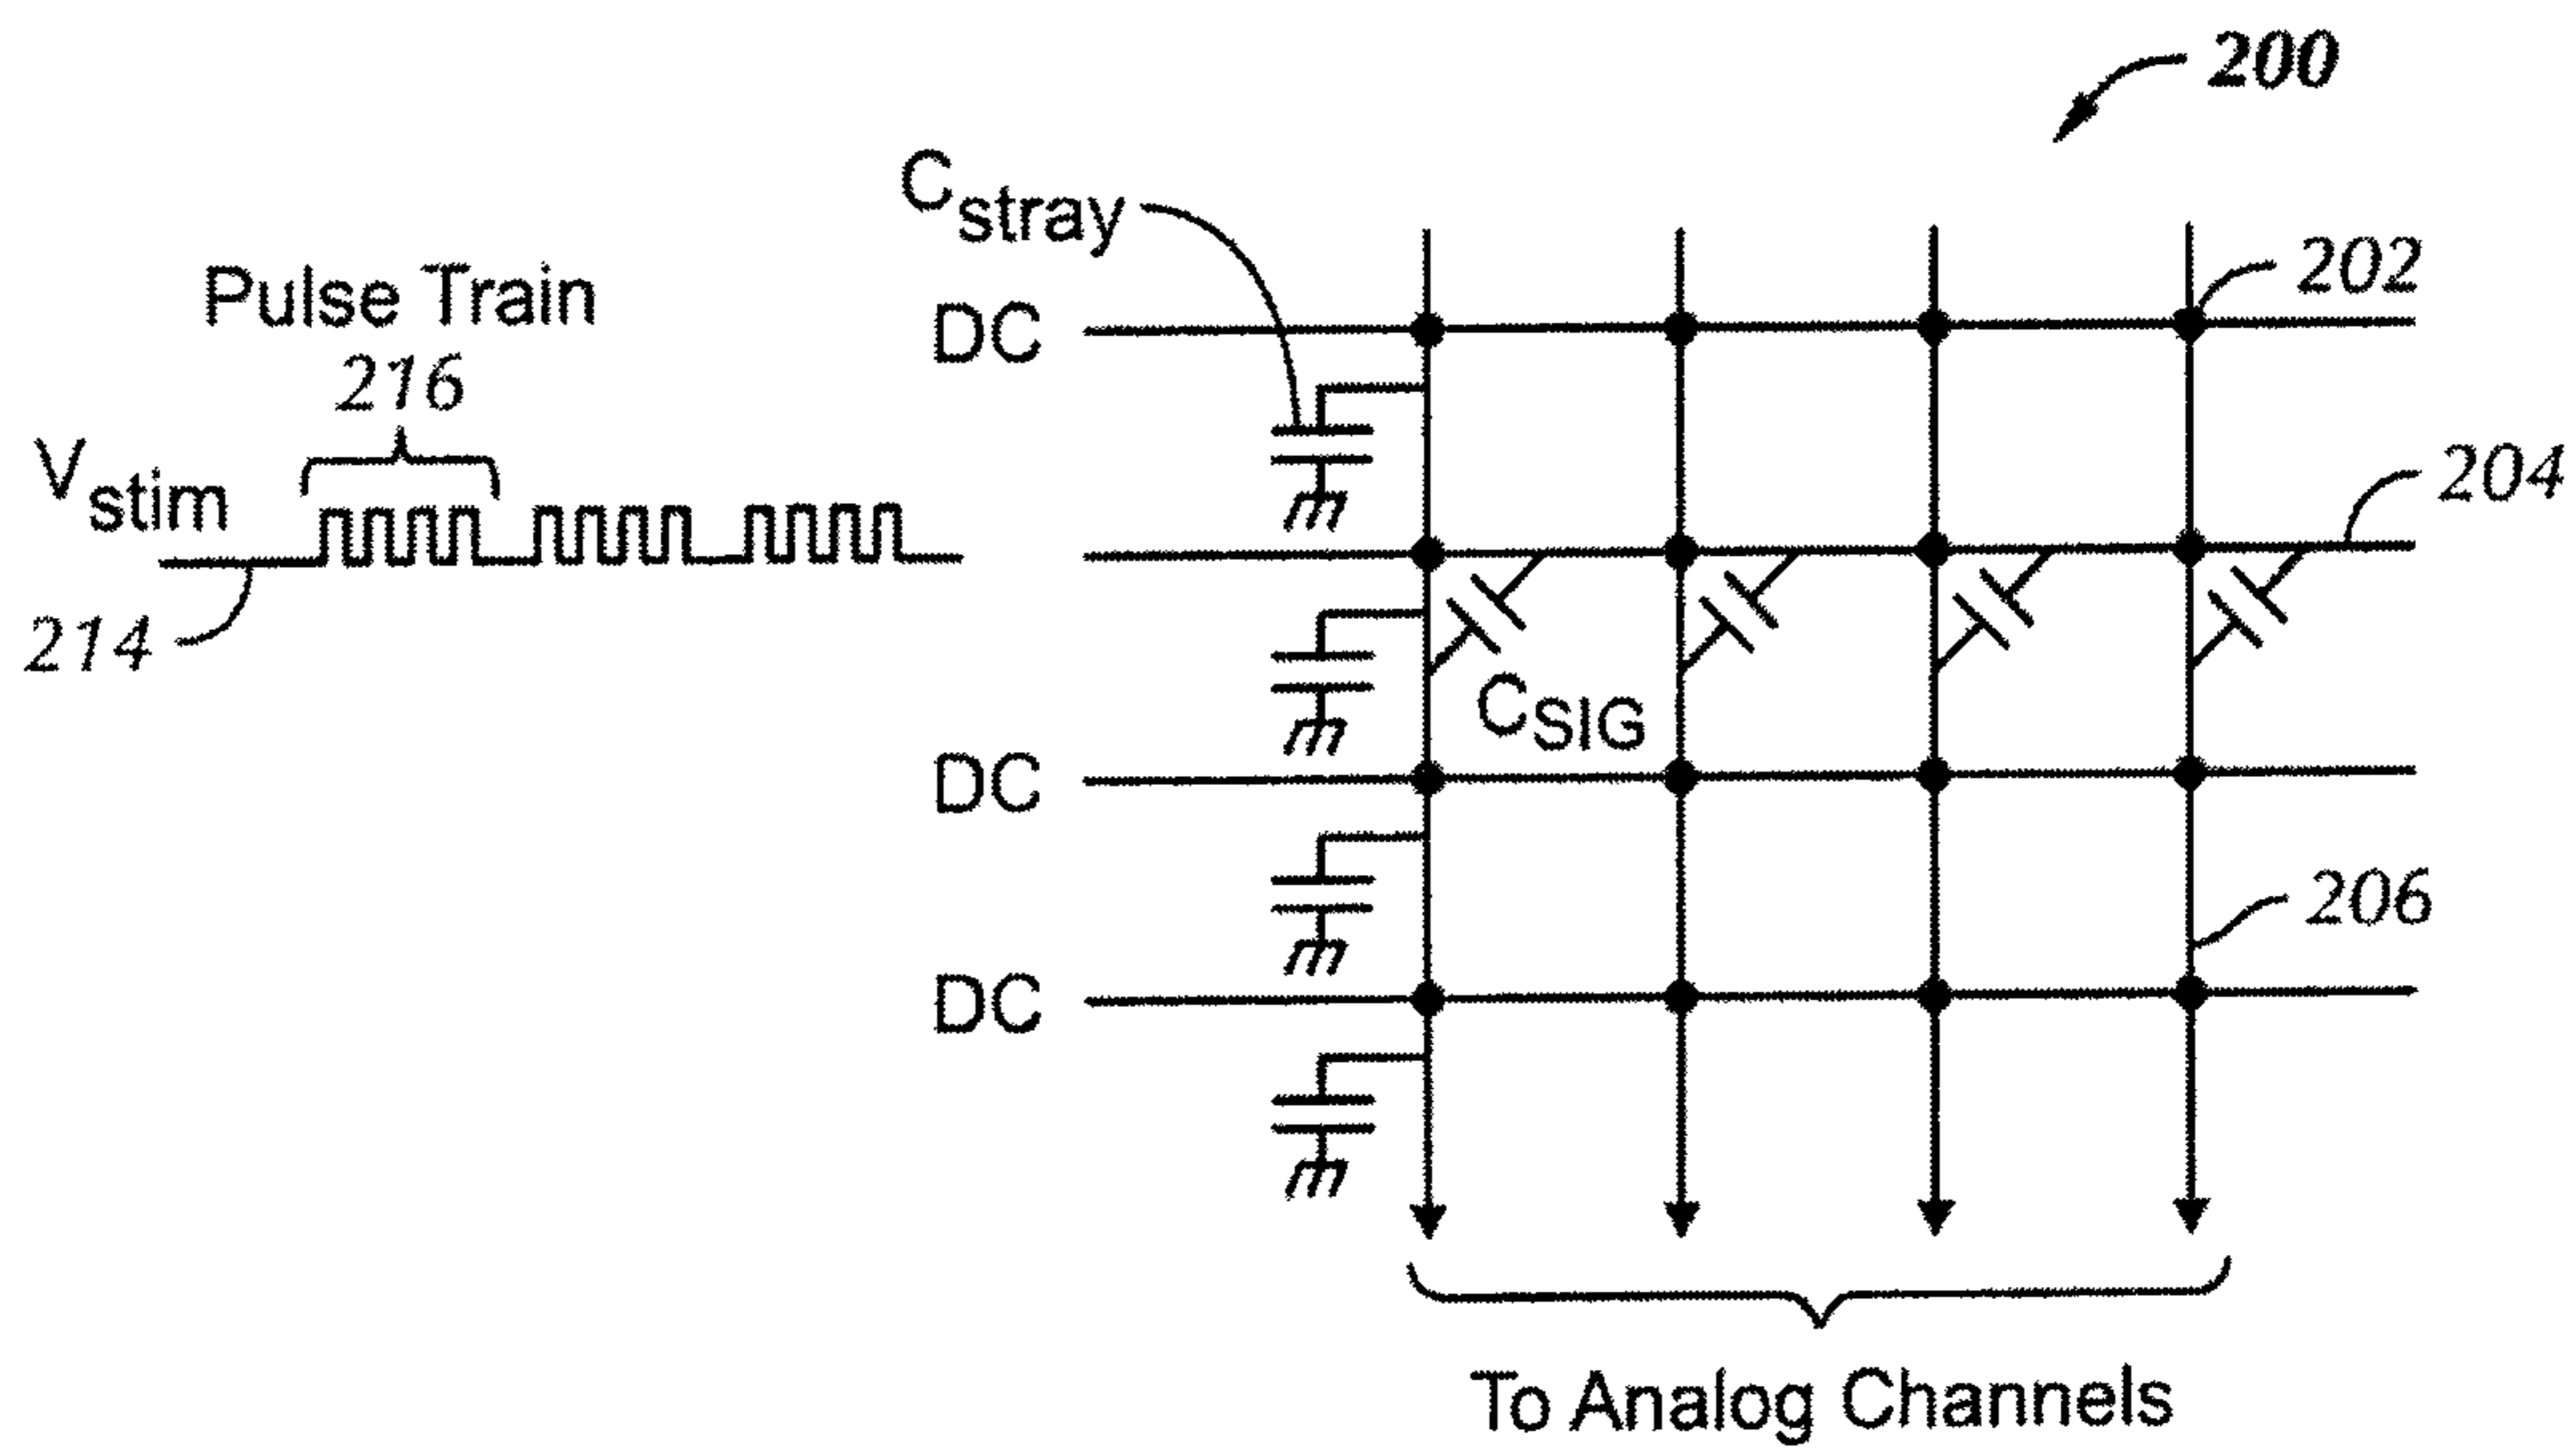 200
Cstray
202
Pulse Train
DC
216
204
Vstim
214
CSIG
DC
206
DC
To Analog Channels